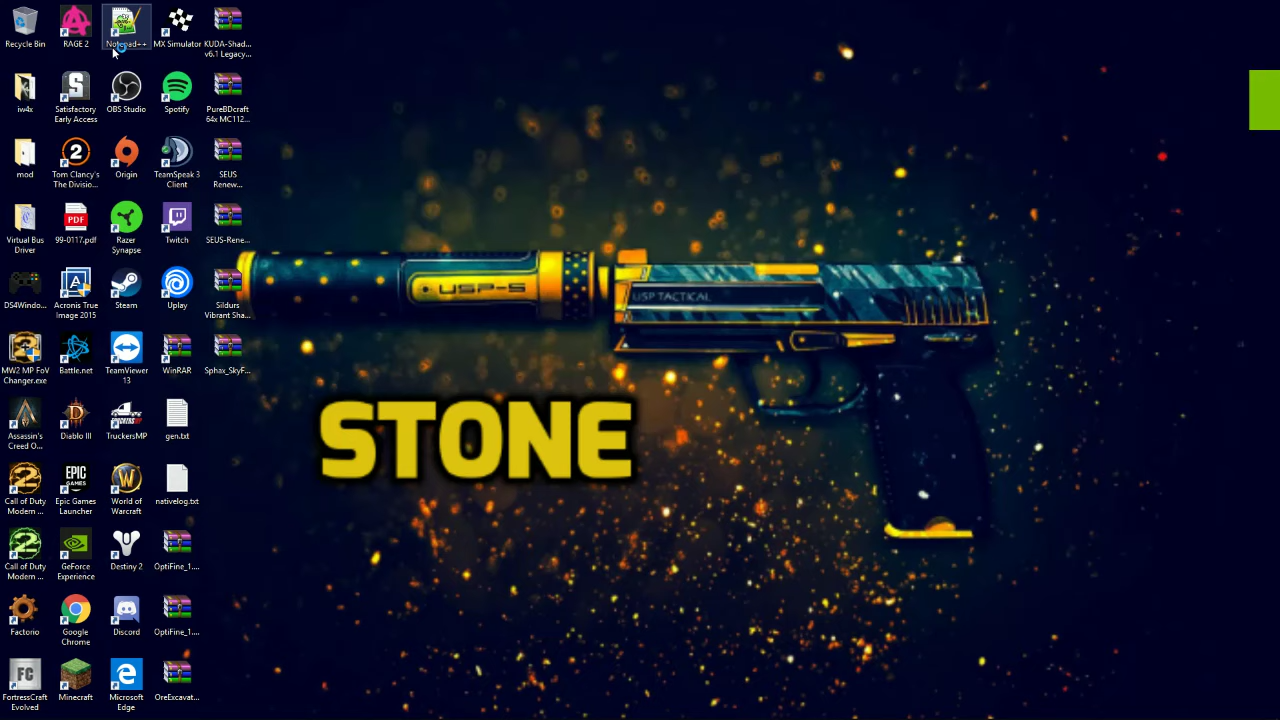 Recycle Bin
RAGE 2
Notepad++
MX Simulator
KUDA-Shad...
v6.1 Legacy...
iw4x
Satisfactory
Early Access
OBS Studio
Spotify
PureBDcraft
64x MC112...
mod
Tom Clancy's
The Divisio...
Origin
TeamSpeak 3
Client
SEUS
Renew...
Virtual Bus
Driver
PDF
99-0117.pdf
Razer
Synapse
Twitch
SEUS-Rene...
DS4Windo...
Acronis True
Image 2015
Steam
Uplay
Sildurs
Vibrant Sha...
MW2 MP FoV
Changer.exe
Battle.net
TeamViewer
13
WinRAR
Sphax_SkyF...
Assassin's
Creed O...
Diablo III
TruckersMP
gen.txt
Call of Duty
Modern ...
EPIC
GAMES
Epic Games
Launcher
World of
Warcraft
nativelog.txt
Call of Duty
Modern ...
GeForce
Experience
Destiny 2
OptiFine_1....
Factorio
Google
Chrome
Discord
OptiFine_1....
FC
FortressCraft
Evolved
Minecraft
Microsoft
Edge
OreExcavat...
USP-S
USP TACTICAL
STONE